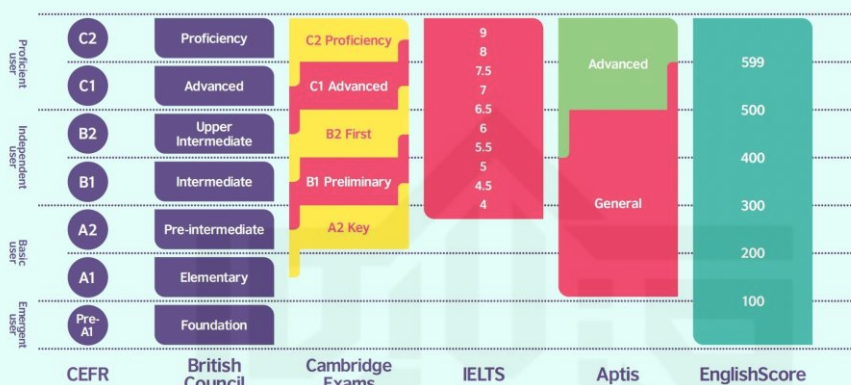 Proficient
user
Independent
user
Basic
user
Emergent
user
C2
C1
B2
B1
A2
A1
Pre-
A1
CEFR
Proficiency
Advanced
Upper
Intermediate
Intermediate
Pre-intermediate
Elementary
Foundation
British
Council
C2 Proficiency
C1 Advanced
B2 First
B1 Preliminary
A2 Key
Cambridge
Exams
9
8
7.5
7
6.5
6
5.5
5
4.5
4
IELTS
Advanced
General
Aptis
599
500
400
300
200
100
EnglishScore